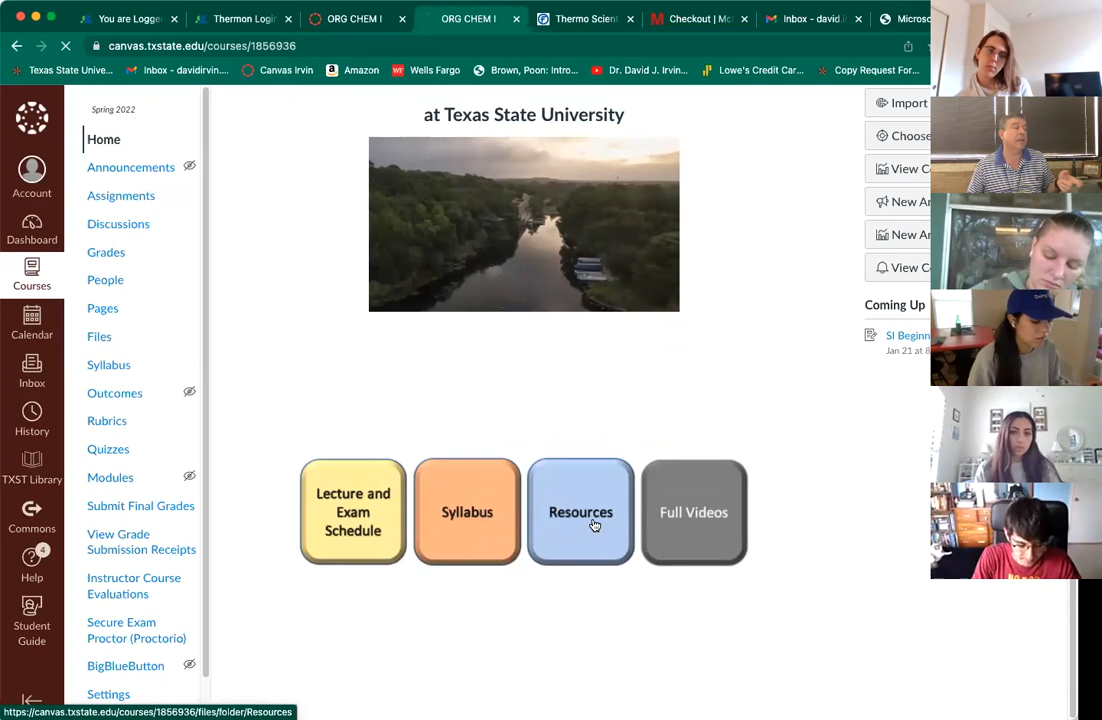 You are Logge
Thermon Login
ORG CHEM I
ORG CHEM I
Thermo Scient
Checkout | Mc
Inbox - david.i
Microso
canvas.txstate.edu/courses/1856936
Texas State Unive...
Inbox - davidirvin....
Canvas Irvin
Amazon
Wells Fargo
Brown, Poon: Intro...
Dr. David J. Irvin...
Lowe's Credit Car...
Copy Request For...
Account
Dashboard
Courses
Calendar
Inbox
History
TXST Library
Commons
4
Help
Student
Guide
Spring 2022
Home
Announcements
Assignments
Discussions
Grades
People
Pages
Files
Syllabus
Outcomes
Rubrics
Quizzes
Modules
Submit Final Grades
View Grade
Submission Receipts
Instructor Course
Evaluations
Secure Exam
Proctor (Proctorio)
BigBlueButton
Settings
at Texas State University
Lecture and
Exam
Schedule
Syllabus
Resources
Full Videos
Import
Choose
View C
New An
New An
View C
Coming Up
SI Beginn
Jan 21 at 8
https://canvas.txstate.edu/courses/1856936/files/folder/Resources